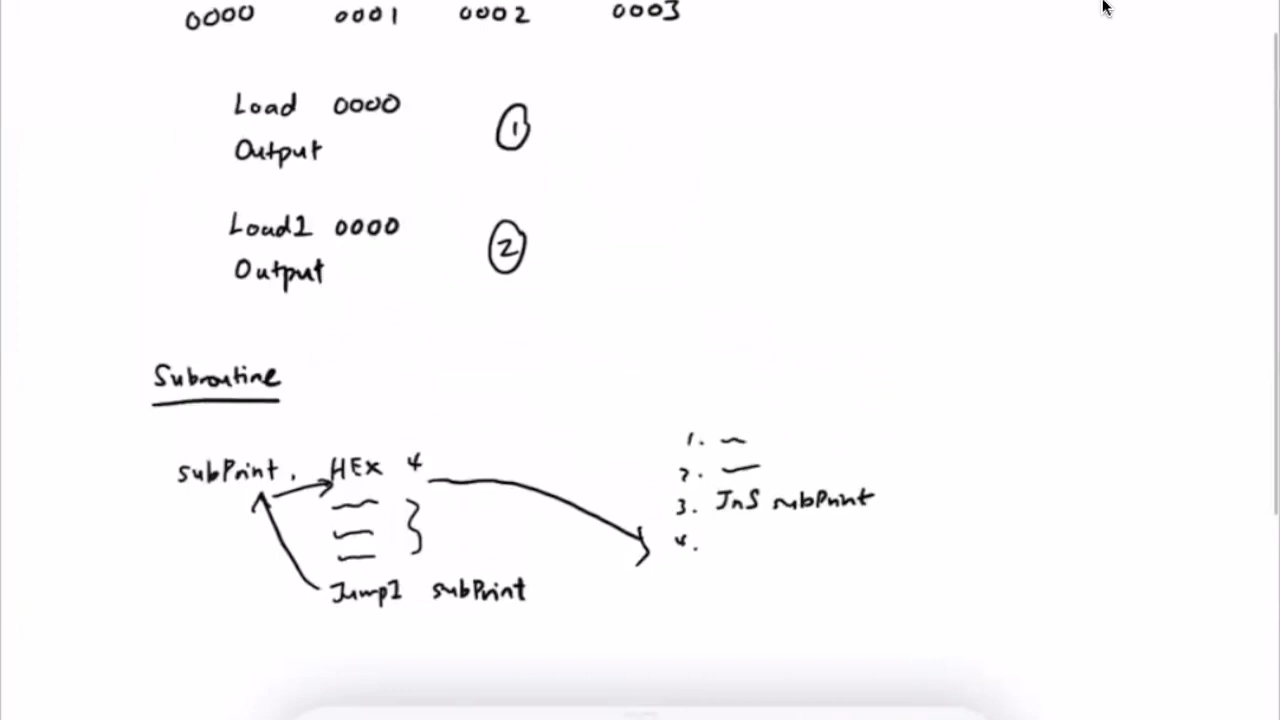 0000 0001 0002 0003
Load 0000
Output
1
LoadI 0000
Output
2
Subroutine
subPrint, HEX 4
JumpI subPrint
1.
2.
3. JnS subPrint
4.